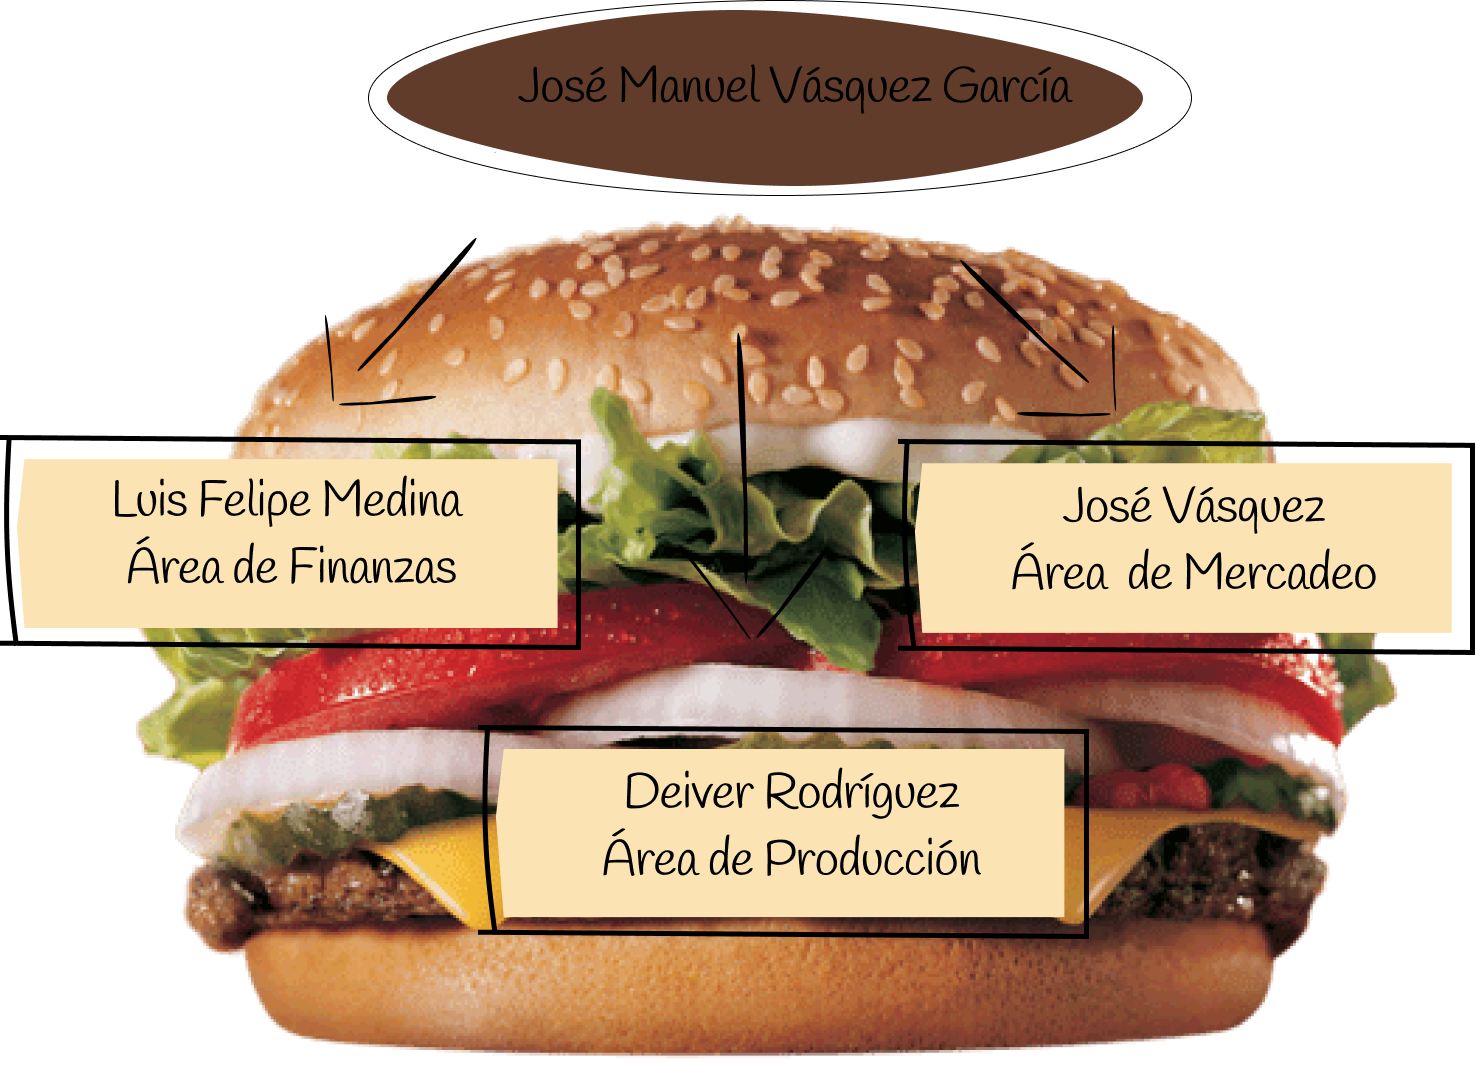 José Manuel Vásquez García
Luis Felipe Medina
Área de Finanzas
José Vásquez
Área de Mercadeo
Deiver Rodríguez
Área de Producción